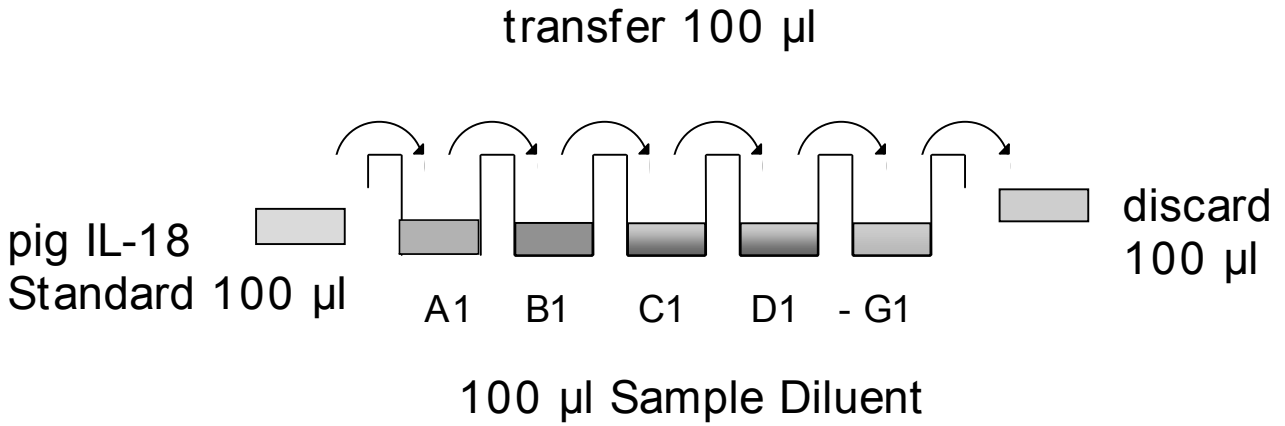 transfer 100 µl
pig IL-18
Standard 100 µl
discard
100 µl
A1 B1 C1 D1 - G1
100 µl Sample Diluent